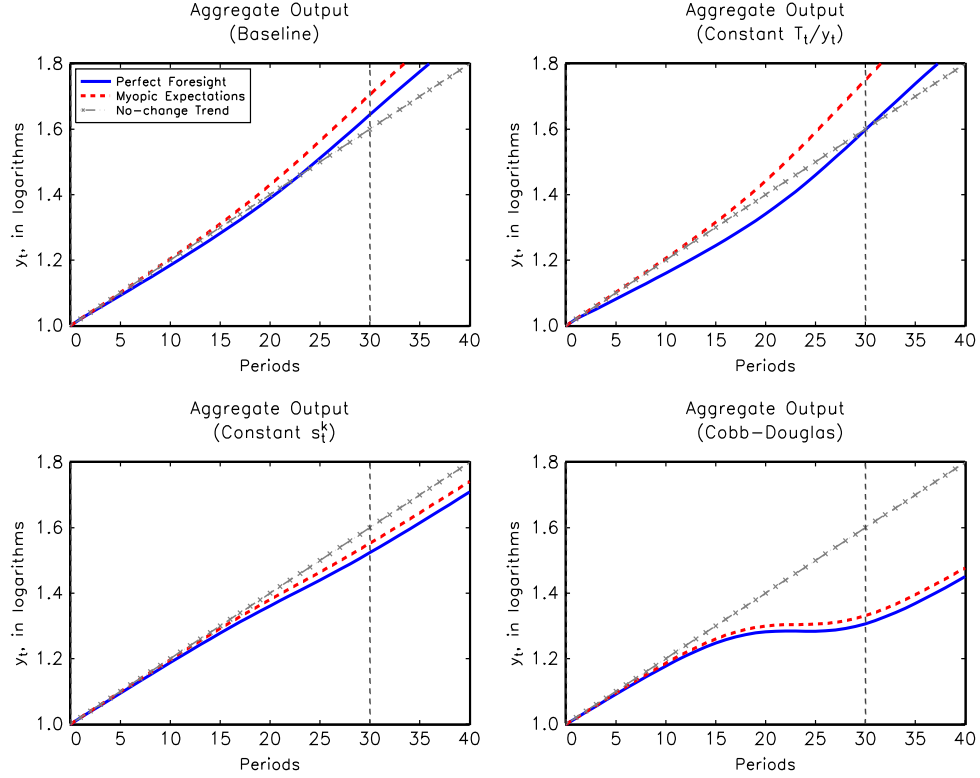 Aggregate Output
(Baseline)
y_t, in logarithms
1.8
1.6
1.4
1.2
1.0
Perfect Foresight
Myopic Expectations
No-change Trend
0 5 10 15 20 25 30 35 40
Periods
Aggregate Output
(Constant T_t/y_t)
y_t, in logarithms
1.8
1.6
1.4
1.2
1.0
0 5 10 15 20 25 30 35 40
Periods
Aggregate Output
(Constant s_t^k)
y_t, in logarithms
1.8
1.6
1.4
1.2
1.0
0 5 10 15 20 25 30 35 40
Periods
Aggregate Output
(Cobb-Douglas)
y_t, in logarithms
1.8
1.6
1.4
1.2
1.0
0 5 10 15 20 25 30 35 40
Periods